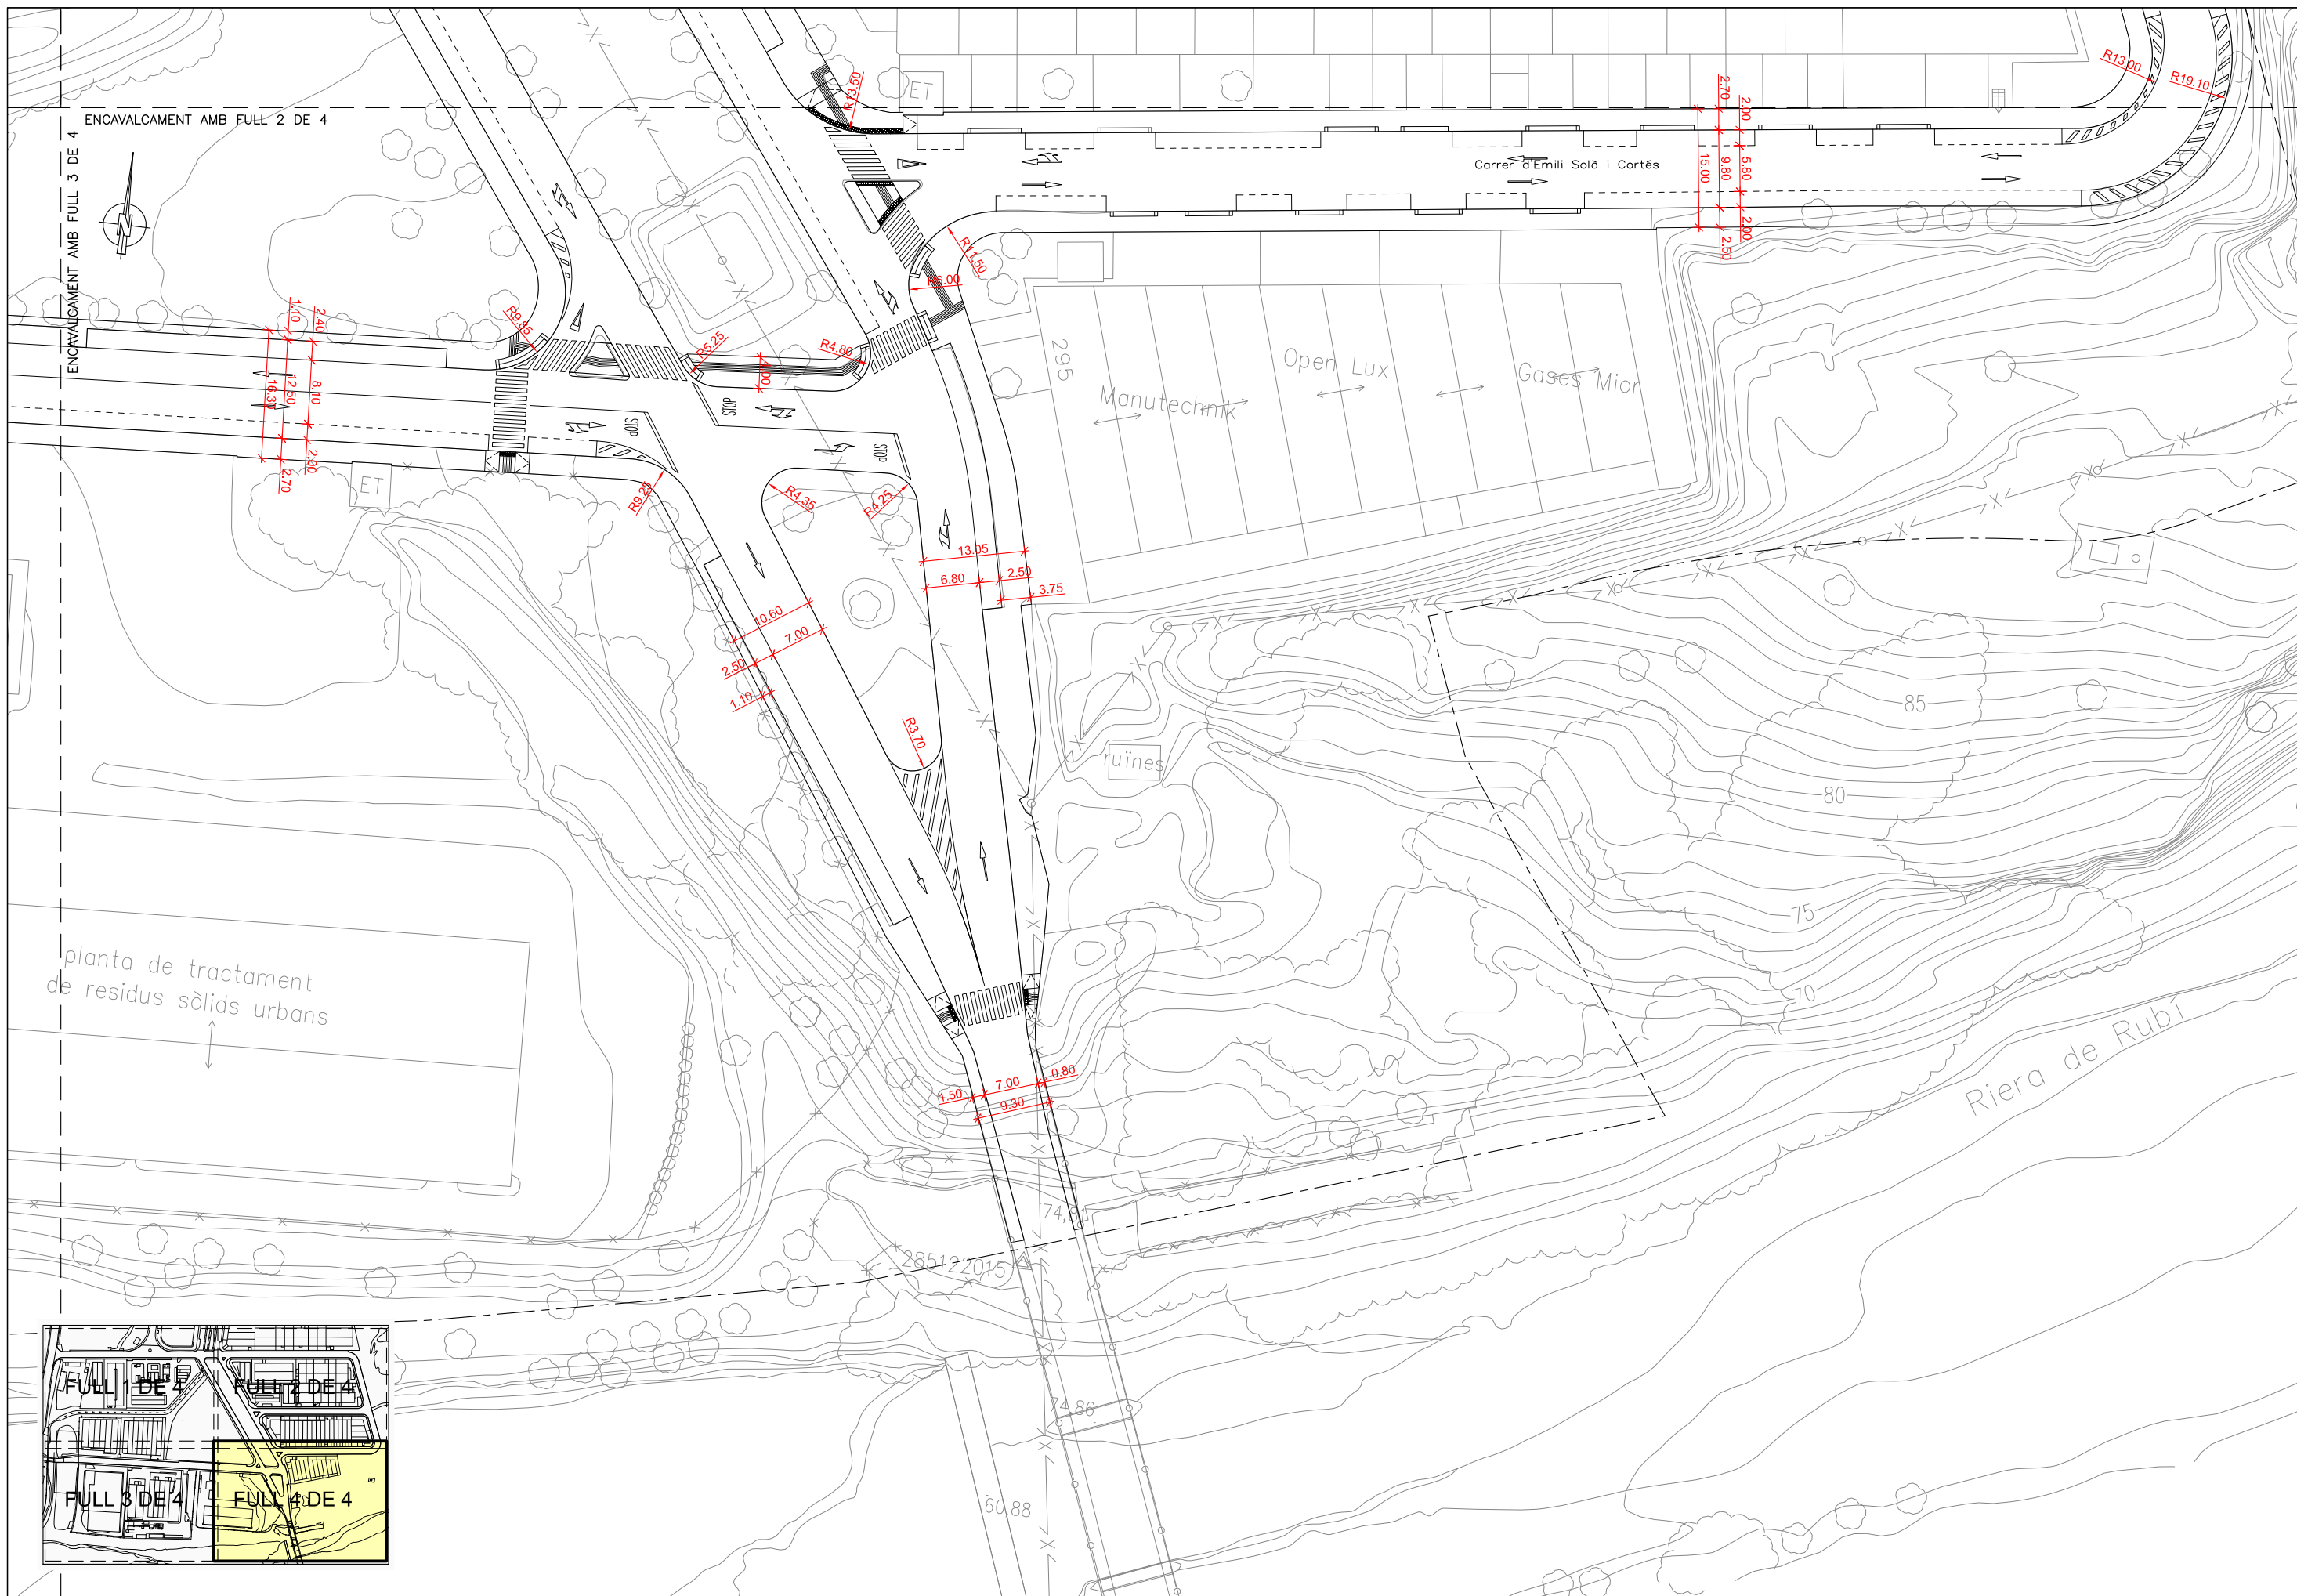 R13.50
ET
R13.00
R19.10
2.70
2.00
ENCAVALCAMENT AMB FULL 2 DE 4
ENCAVALCAMENT AMB FULL 3 DE 4
Carrer d'Emili Solà i Cortés
15.00
9.80
5.80
2.50
2.00
R11.50
R6.00
1.10
2.40
R9.85
R5.25
4.00
R4.80
16.30
12.50
8.10
2.00
2.70
STOP
STOP
STOP
ET
R9.25
R4.35
R4.25
295
Manutechnik
Open Lux
Gases Mior
13.05
6.80
2.50
3.75
10.60
7.00
2.50
1.10
R3.70
ruïnes
85
80
75
70
planta de tractament
de residus sòlids urbans
Riera de Rubí
1.50
7.00
0.80
9.30
285122015
74,86
60,88
FULL 1 DE 4
FULL 2 DE 4
FULL 3 DE 4
FULL 4 DE 4